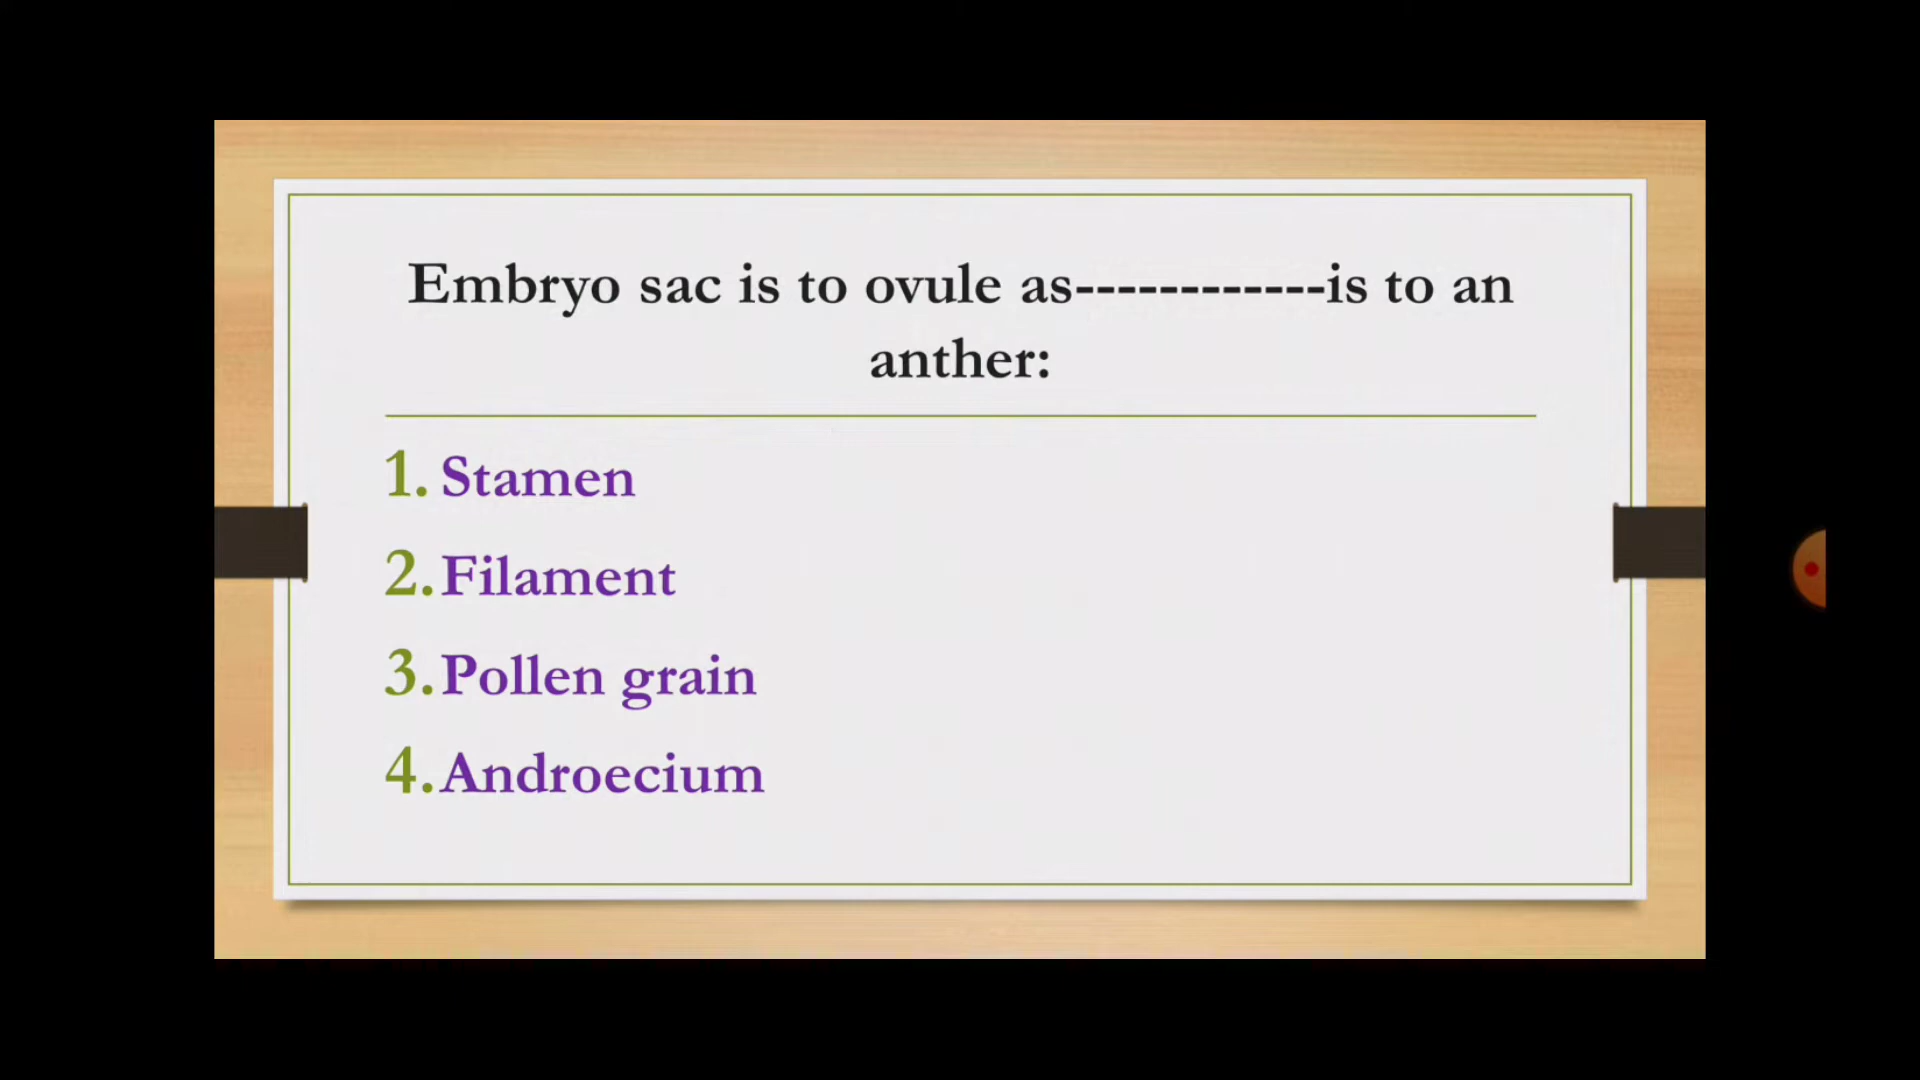 Embryo sac is to ovule as------------is to an
anther:
1. Stamen
2. Filament
3. Pollen grain
4. Androecium